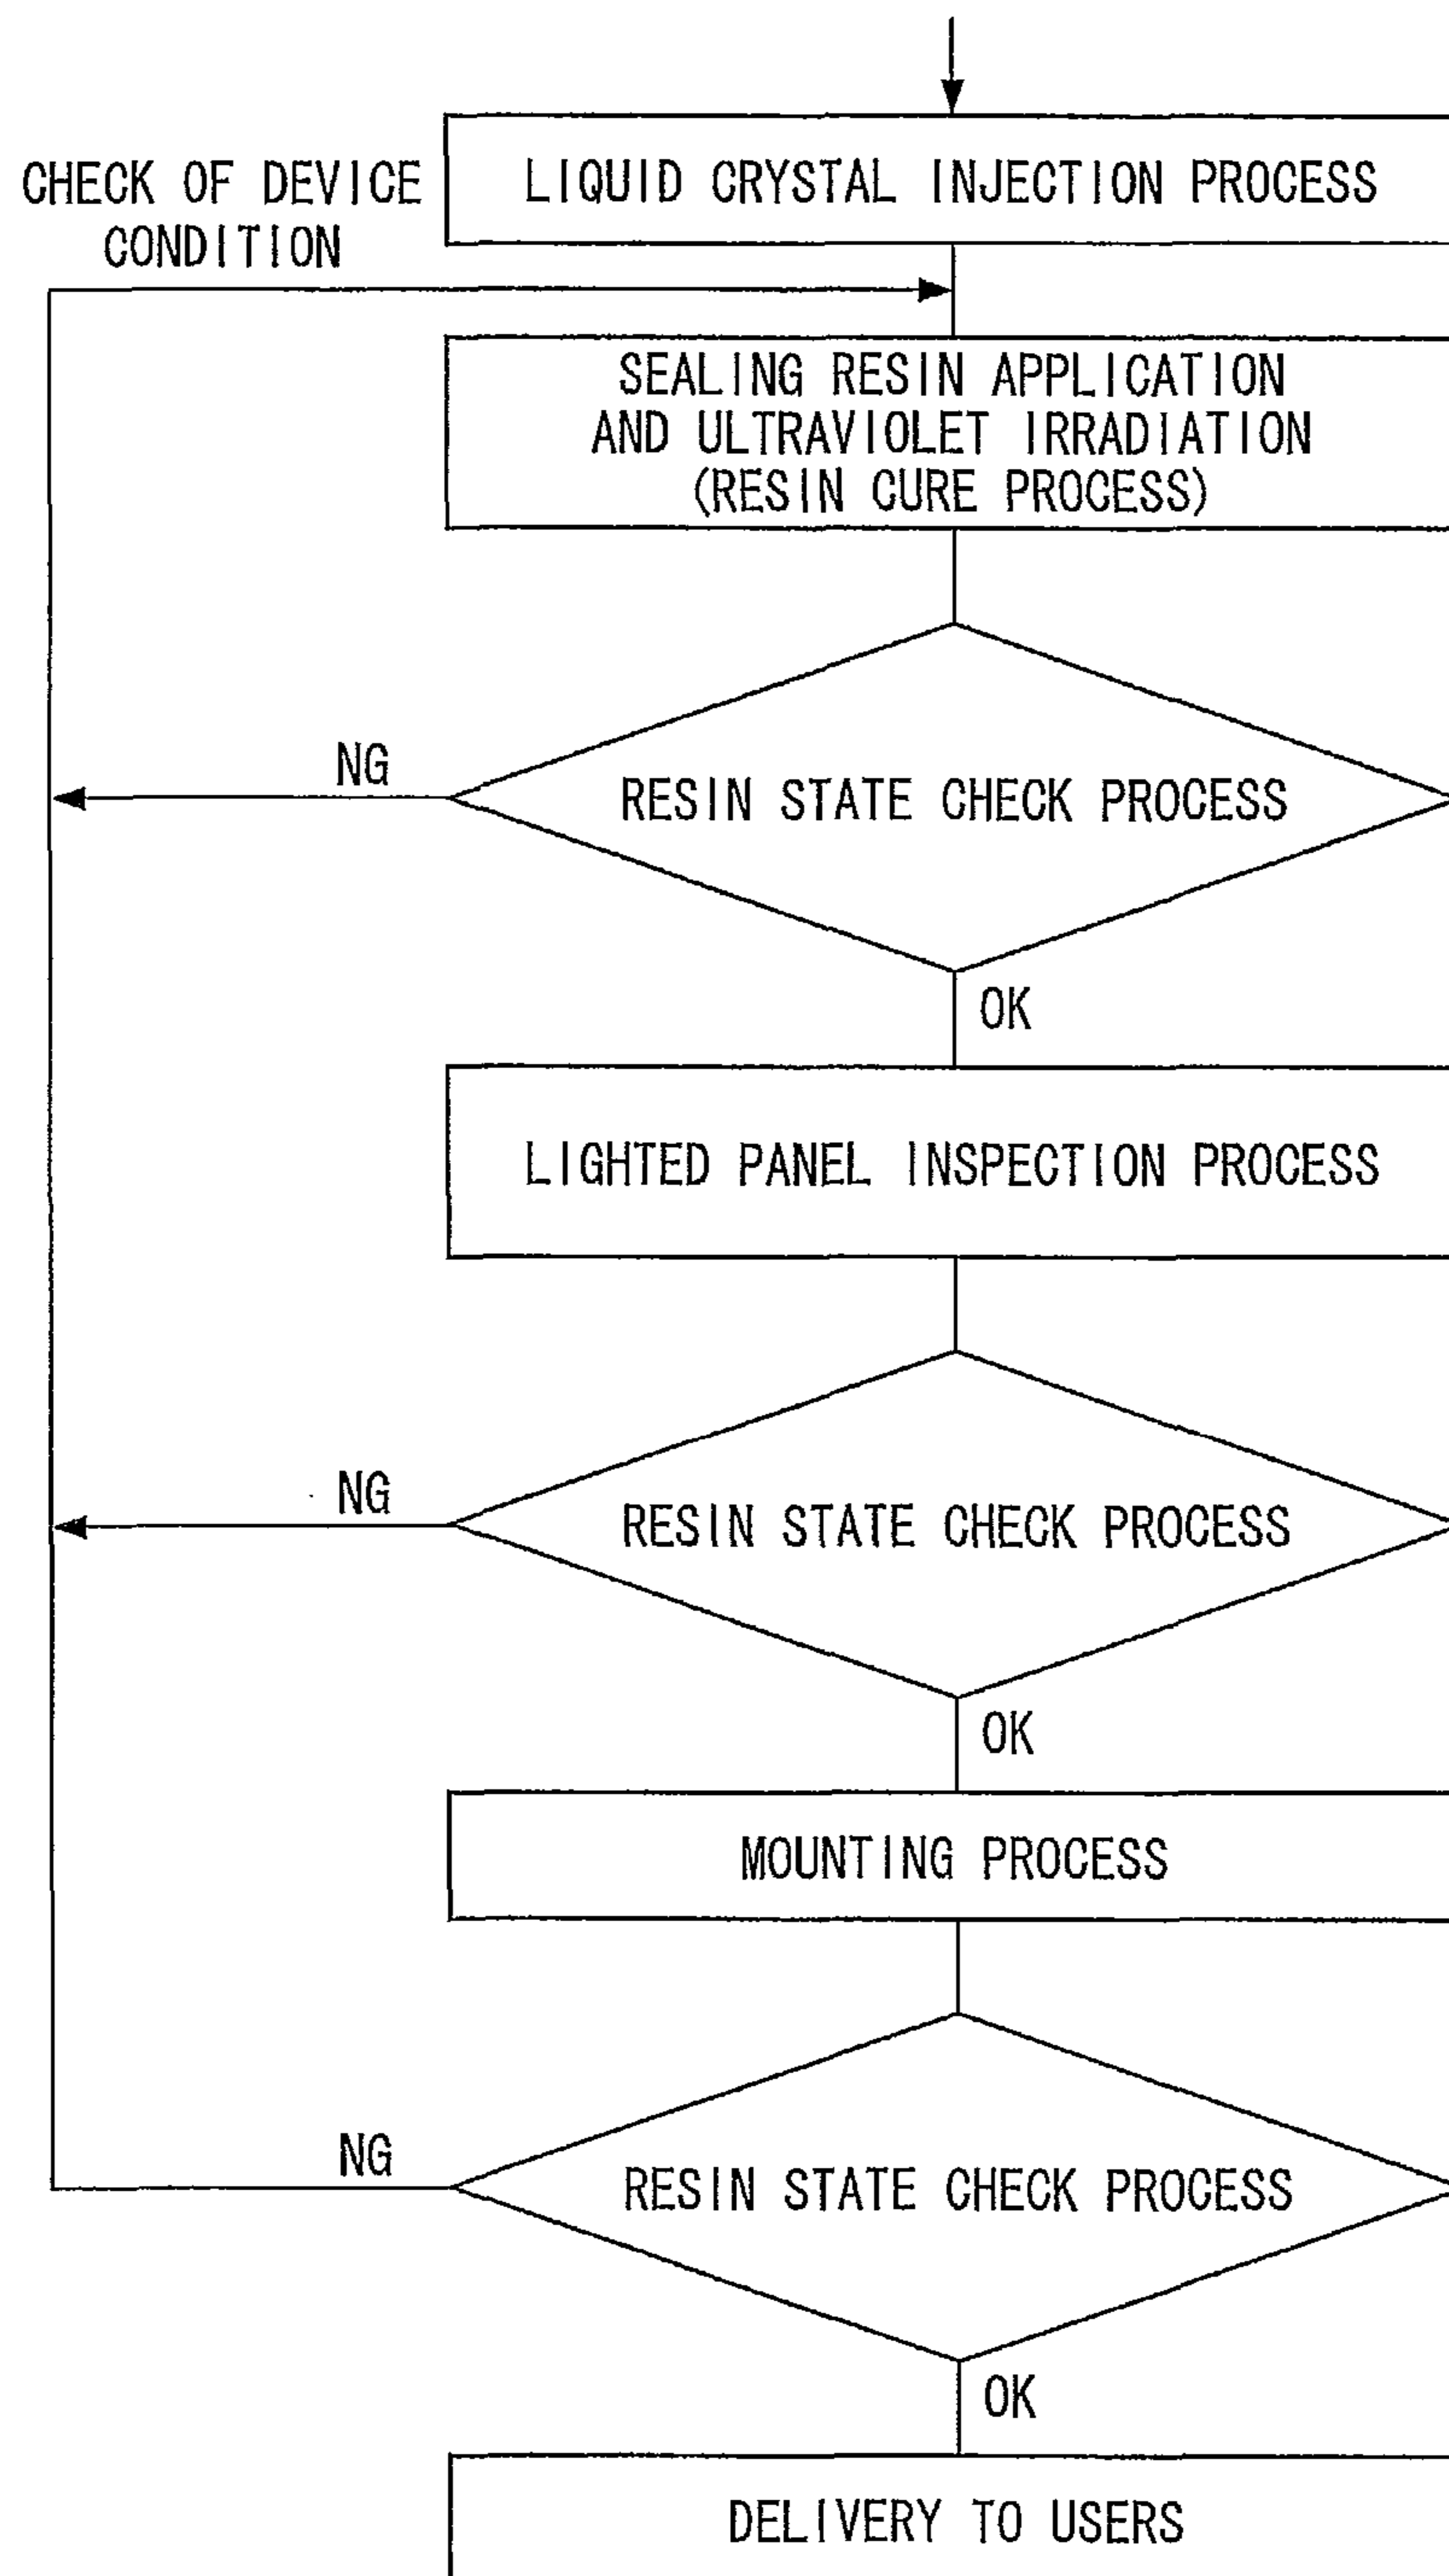 LIQUID CRYSTAL INJECTION PROCESS
CHECK OF DEVICE
CONDITION
SEALING RESIN APPLICATION
AND ULTRAVIOLET IRRADIATION
(RESIN CURE PROCESS)
NG
RESIN STATE CHECK PROCESS
OK
LIGHTED PANEL INSPECTION PROCESS
NG
RESIN STATE CHECK PROCESS
OK
MOUNTING PROCESS
NG
RESIN STATE CHECK PROCESS
OK
DELIVERY TO USERS